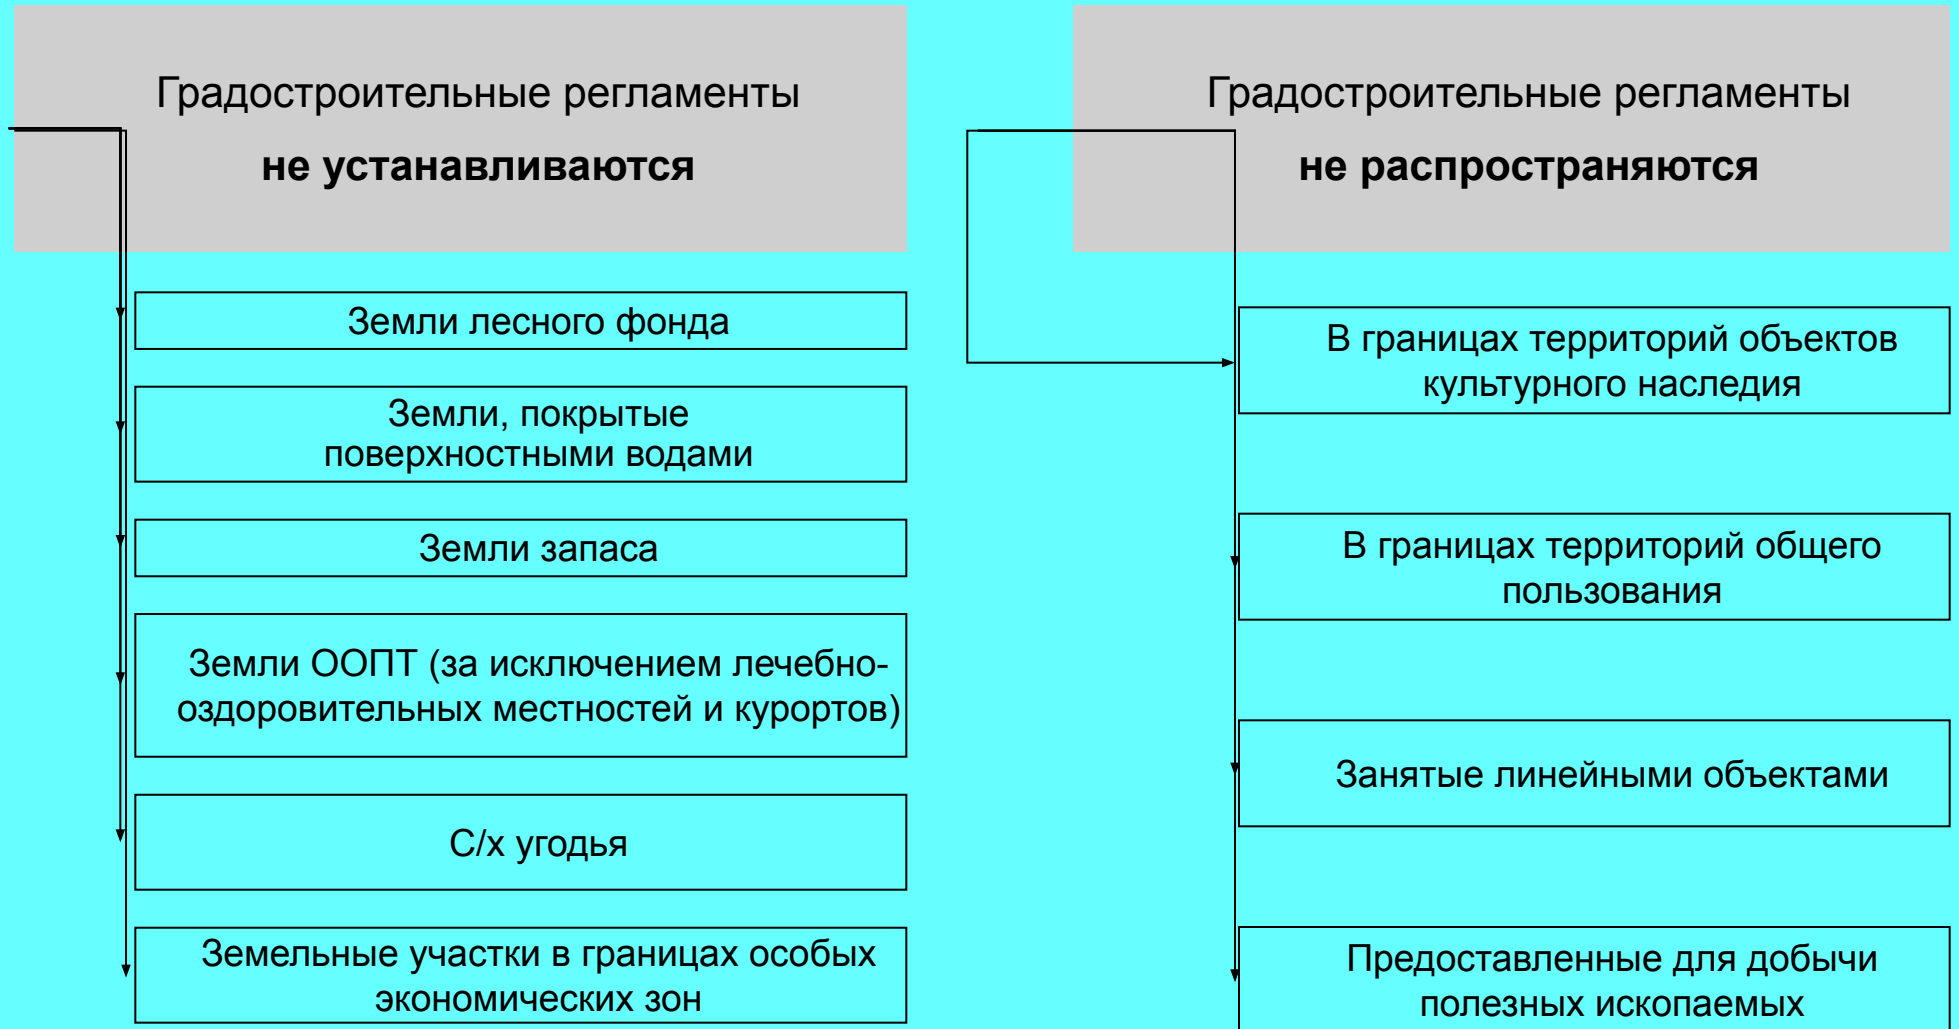 Градостроительные регламенты
не устанавливаются
Земли лесного фонда
Земли, покрытые
поверхностными водами
Земли запаса
Земли ООПТ (за исключением лечебно-
оздоровительных местностей и курортов)
С/х угодья
Земельные участки в границах особых
экономических зон
Градостроительные регламенты
не распространяются
В границах территорий объектов
культурного наследия
В границах территорий общего
пользования
Занятые линейными объектами
Предоставленные для добычи
полезных ископаемых